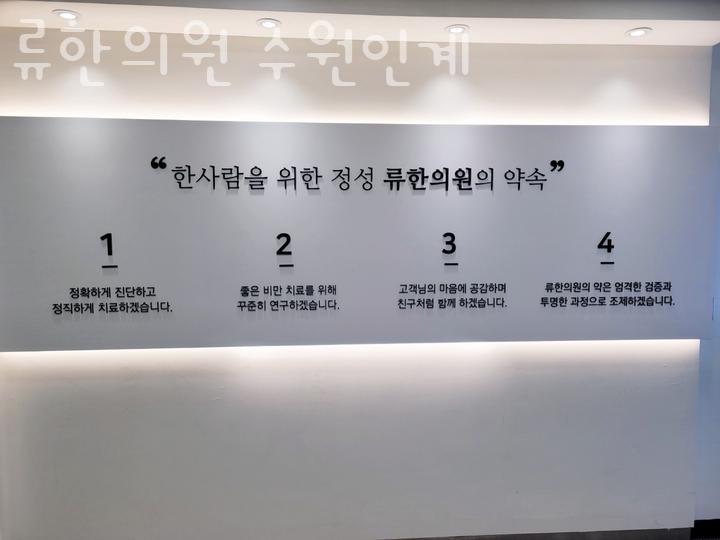 류한의원 수원인계
“한사람을 위한 정성 류한의원의 약속”
1
정확하게 진단하고
정직하게 치료하겠습니다.
2
좋은 비만 치료를 위해
꾸준히 연구하겠습니다.
3
고객님의 마음에 공감하며
친구처럼 함께 하겠습니다.
4
류한의원의 약은 엄격한 검증과
투명한 과정으로 조제하겠습니다.